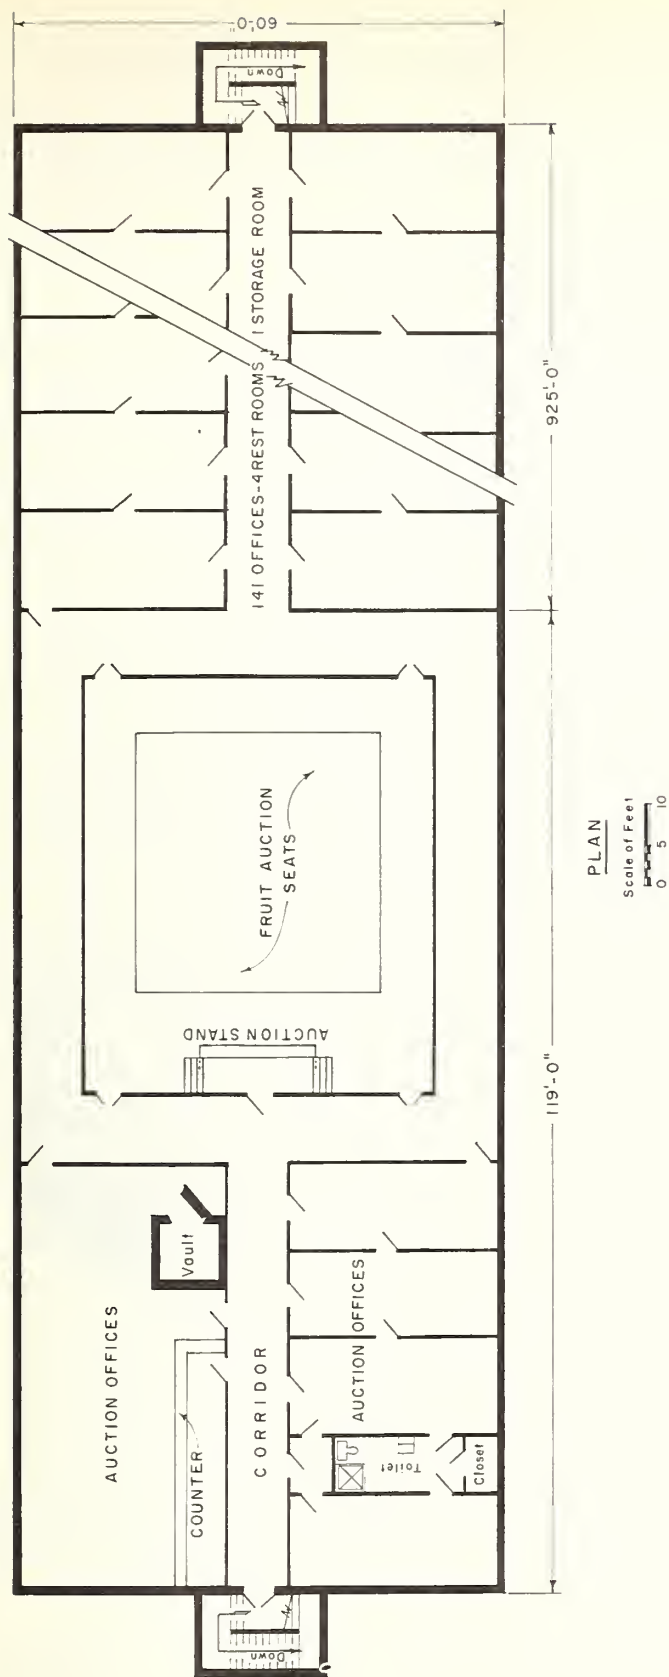 60'-0"
Down
141 OFFICES-4 REST ROOMS 1 STORAGE ROOM
925'-0"
FRUIT AUCTION
SEATS
AUCTION STAND
119'-0"
PLAN
Scale of Feet
0 5 10
AUCTION OFFICES
Vault
COUNTER
CORRIDOR
AUCTION OFFICES
Toilet
Closet
Down